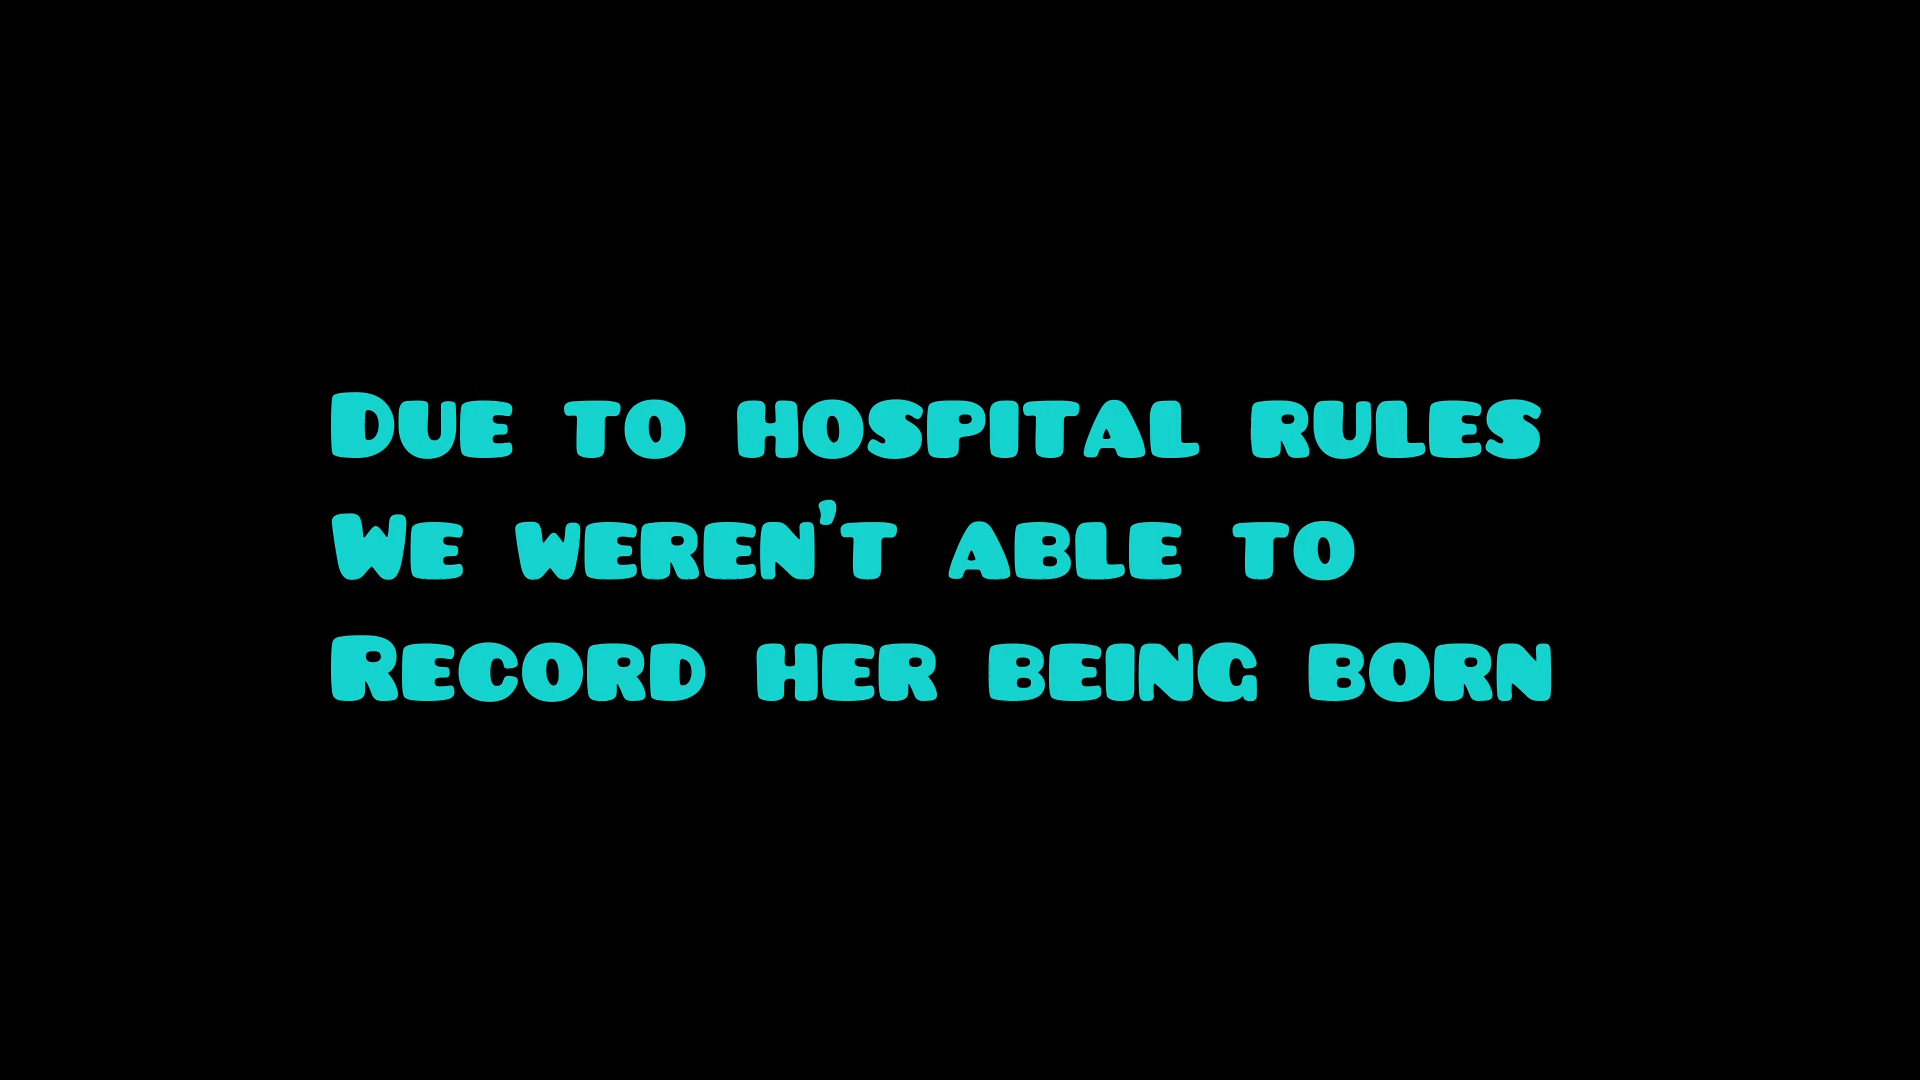 Due to hospital rules
We weren't able to
Record her being born